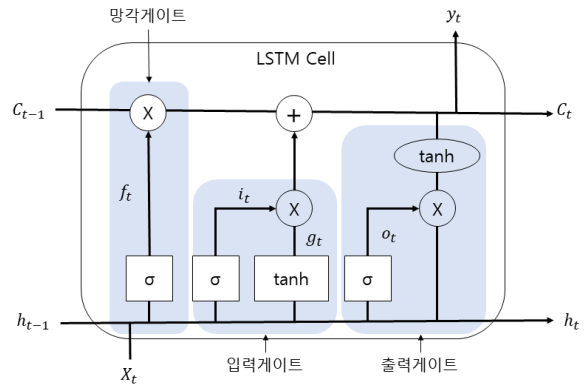 망각게이트
y_t
LSTM Cell
C_{t-1}
X
+
C_t
tanh
f_t
i_t
X
X
g_t
o_t
σ
σ
tanh
σ
h_{t-1}
h_t
X_t
입력게이트
출력게이트